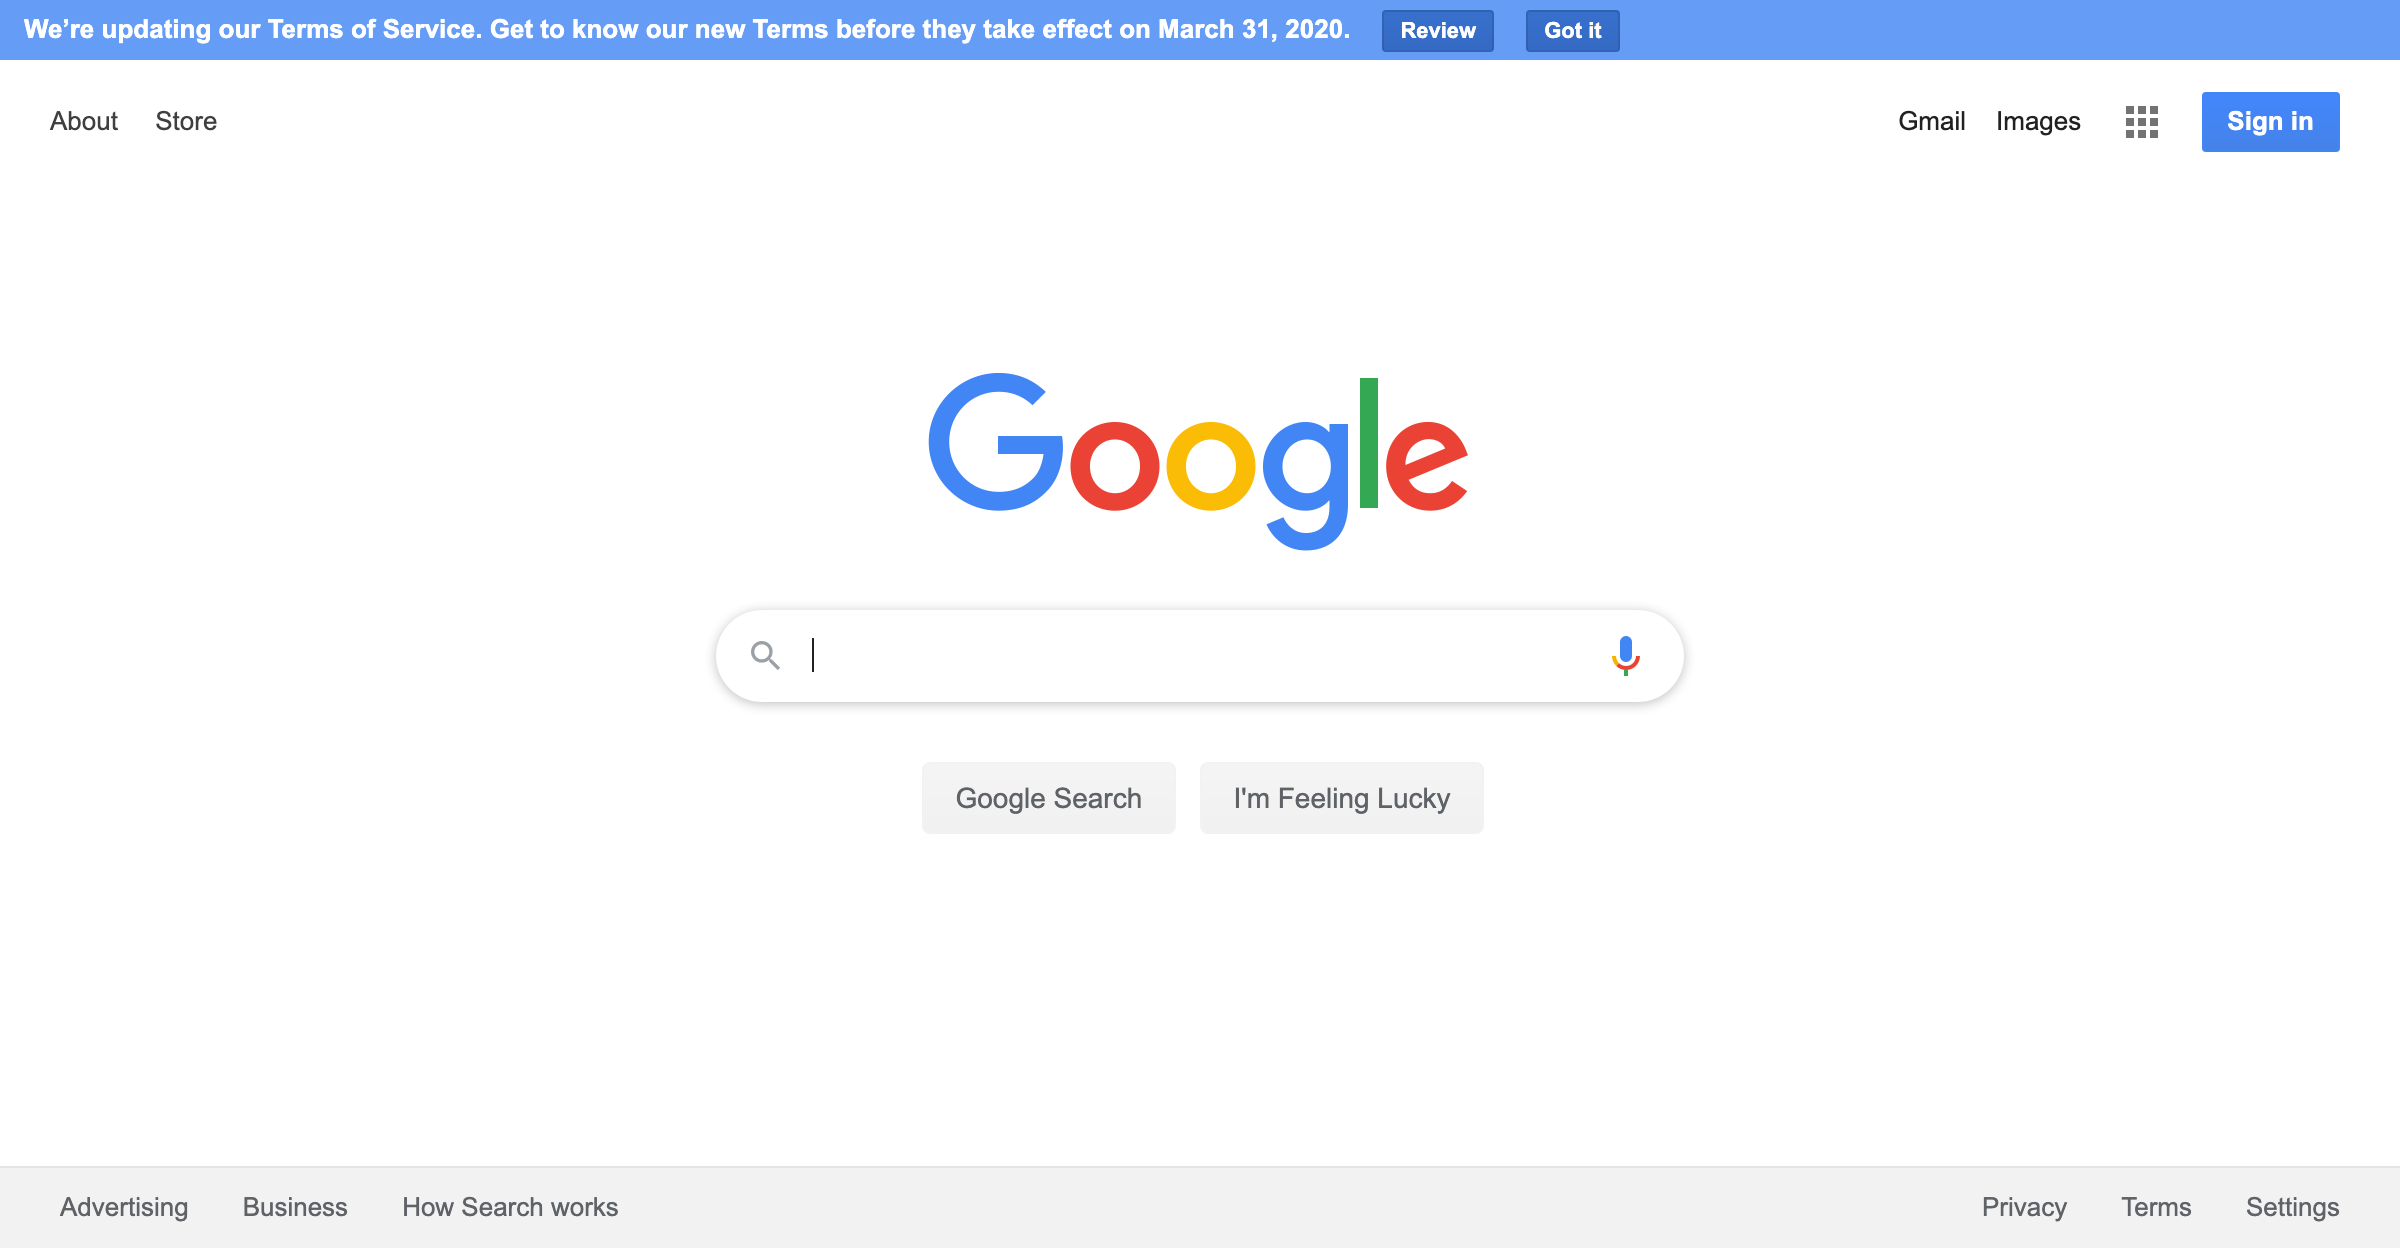 We’re updating our Terms of Service. Get to know our new Terms before they take effect on March 31, 2020. Review Got it
About Store Gmail Images Sign in
Google
Google Search I'm Feeling Lucky
Advertising Business How Search works Privacy Terms Settings